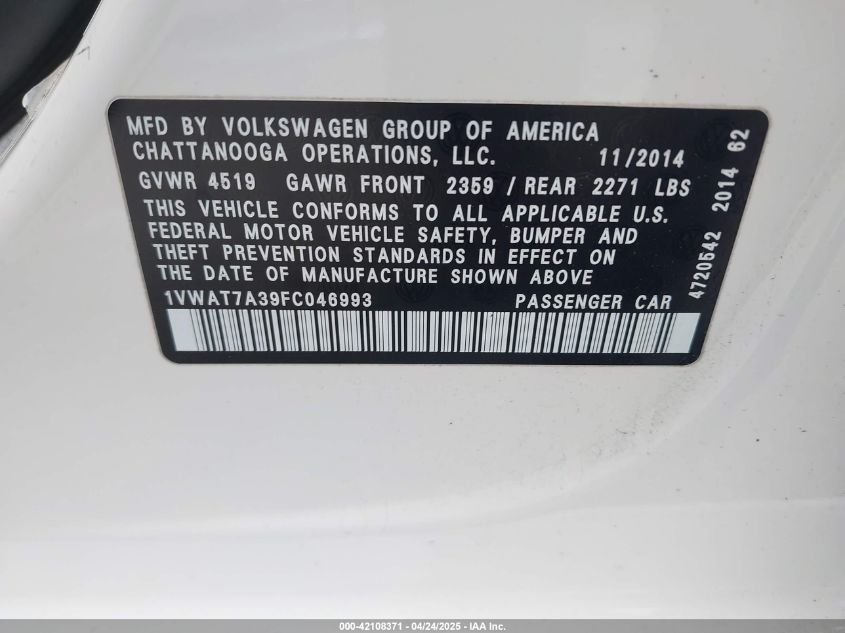 MFD BY VOLKSWAGEN GROUP OF AMERICA
CHATTANOOGA OPERATIONS, LLC. 11/2014
GVWR 4519 GAWR FRONT 2359 / REAR 2271 LBS
THIS VEHICLE CONFORMS TO ALL APPLICABLE U.S.
FEDERAL MOTOR VEHICLE SAFETY, BUMPER AND
THEFT PREVENTION STANDARDS IN EFFECT ON
THE DATE OF MANUFACTURE SHOWN ABOVE
1VWAT7A39FC046993 PASSENGER CAR
4720542 2014 62
000-42108371 - 04/24/2025 - IAA Inc.